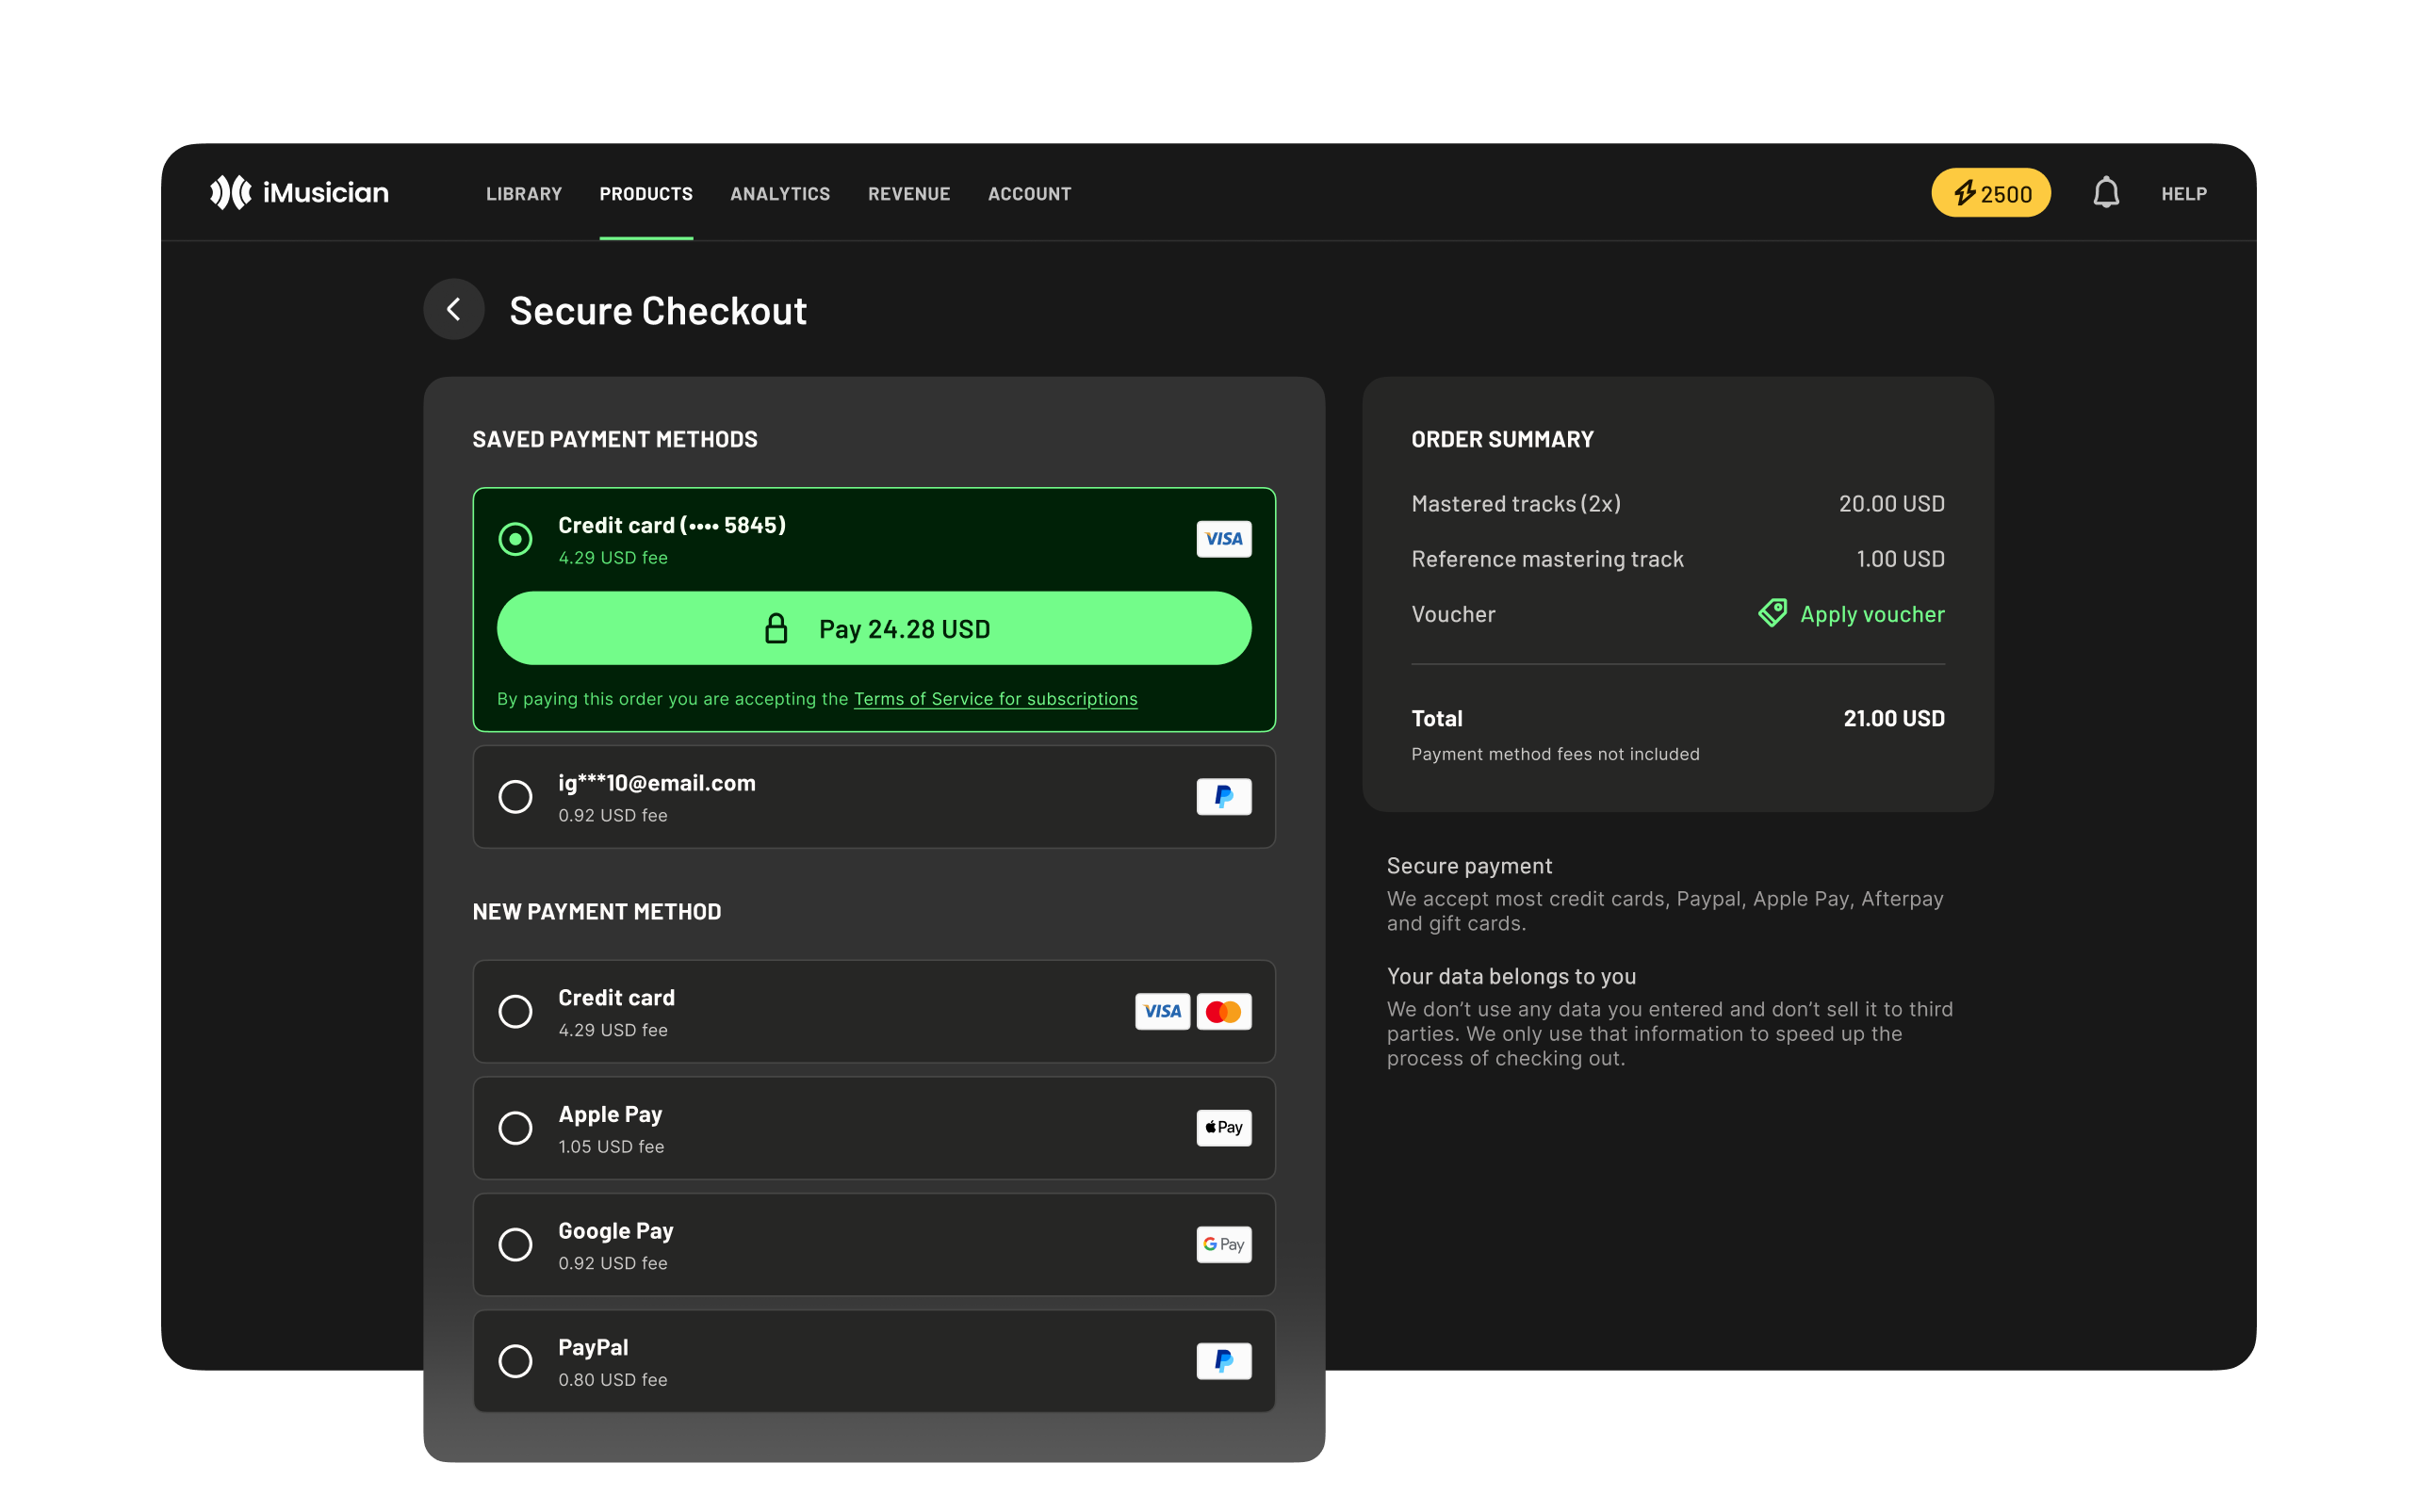 iMusician
LIBRARY
PRODUCTS
ANALYTICS
REVENUE
ACCOUNT
2500
HELP
Secure Checkout
SAVED PAYMENT METHODS
Credit card (•••• 5845)
4.29 USD fee
VISA
Pay 24.28 USD
By paying this order you are accepting the Terms of Service for subscriptions
ig***10@email.com
0.92 USD fee
NEW PAYMENT METHOD
Credit card
4.29 USD fee
VISA
Apple Pay
1.05 USD fee
Pay
Google Pay
0.92 USD fee
G Pay
PayPal
0.80 USD fee
ORDER SUMMARY
Mastered tracks (2x) 20.00 USD
Reference mastering track 1.00 USD
Voucher Apply voucher
Total 21.00 USD
Payment method fees not included
Secure payment
We accept most credit cards, Paypal, Apple Pay, Afterpay
and gift cards.
Your data belongs to you
We don’t use any data you entered and don’t sell it to third
parties. We only use that information to speed up the
process of checking out.